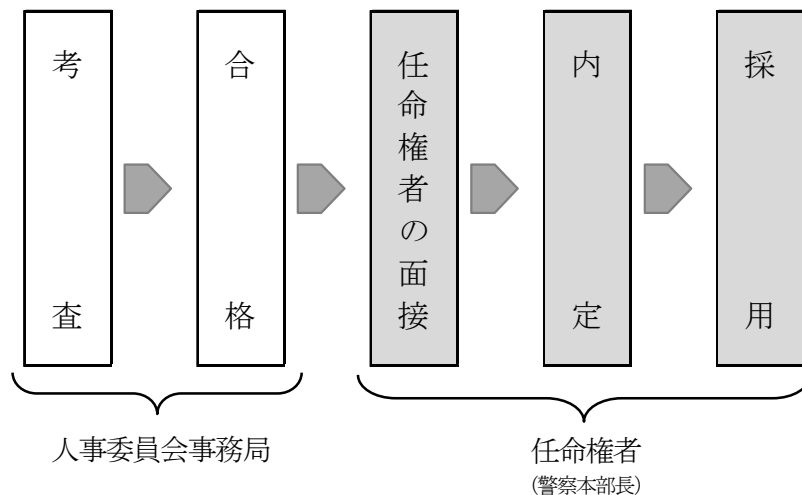 考査
合格
任命権者の面接
内定
採用
人事委員会事務局
任命権者
(警察本部長)